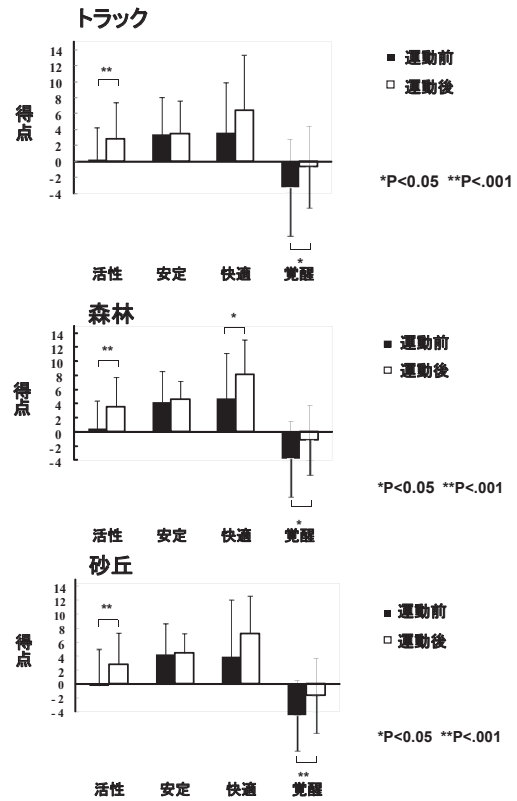 トラック
14
12
10
8
6
4
2
0
-2
-4
得点
**
*
活性 安定 快適 覚醒
■ 運動前
□ 運動後
*P<0.05 **P<.001
森林
14
12
10
8
6
4
2
0
-2
-4
得点
**
*
*
活性 安定 快適 覚醒
■ 運動前
□ 運動後
*P<0.05 **P<.001
砂丘
14
12
10
8
6
4
2
0
-2
-4
得点
**
**
活性 安定 快適 覚醒
■ 運動前
□ 運動後
*P<0.05 **P<.001